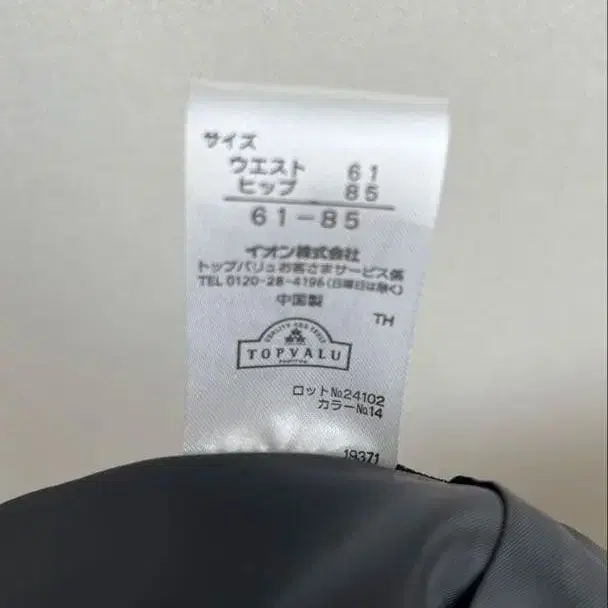 サイズ
ウエスト 61
ヒップ 85
61-85
イオン株式会社
トップバリュお客さまサービス係
TEL 0120-28-4196(日曜日は除く)
中国製
TH
QUALITY AND TRUST
TOPVALU
ロット№24102
カラー№14
19371